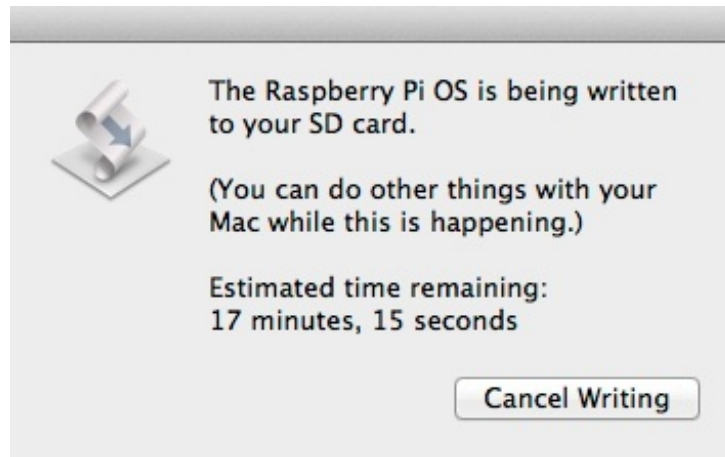 The Raspberry Pi OS is being written
to your SD card.
(You can do other things with your
Mac while this is happening.)
Estimated time remaining:
17 minutes, 15 seconds
Cancel Writing